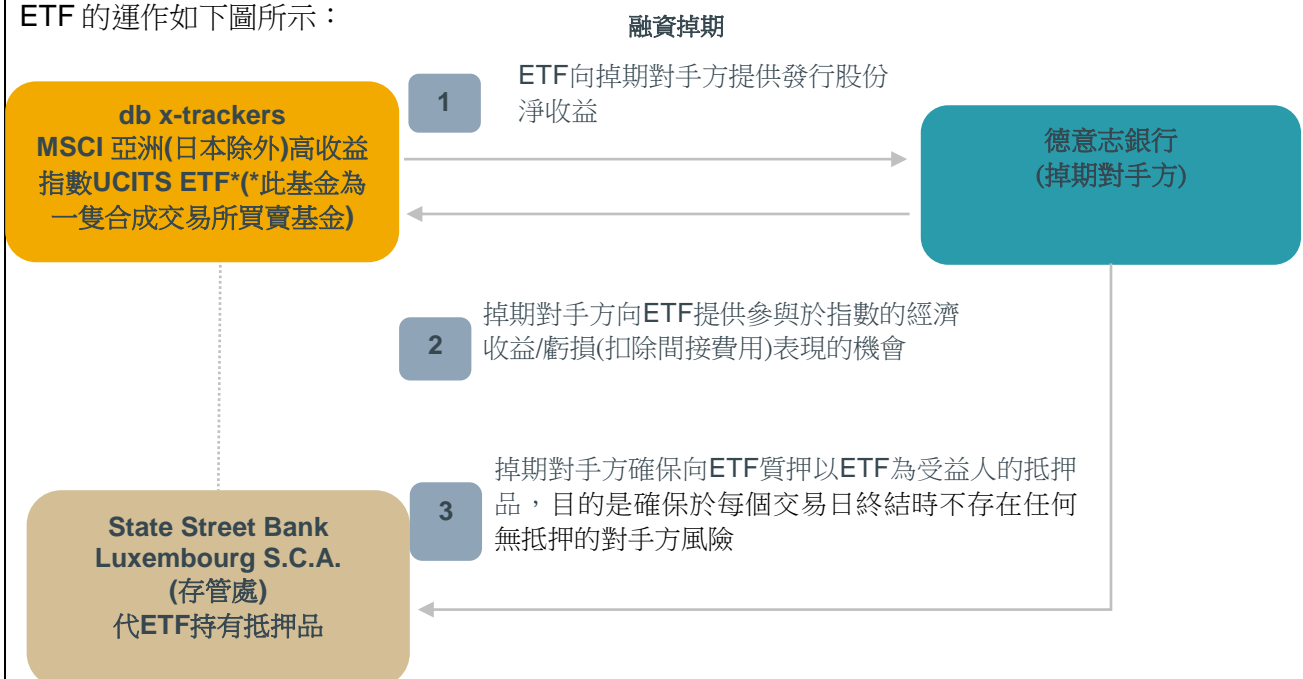 ETF 的運作如下圖所示：
融資掉期
1
ETF向掉期對手方提供發行股份
淨收益
db x-trackers
MSCI 亞洲(日本除外)高收益
指數UCITS ETF*(*此基金為
一隻合成交易所買賣基金)
德意志銀行
(掉期對手方)
2
掉期對手方向ETF提供參與於指數的經濟
收益/虧損(扣除間接費用)表現的機會
3
掉期對手方確保向ETF質押以ETF為受益人的抵押
品，目的是確保於每個交易日終結時不存在任何
無抵押的對手方風險
State Street Bank
Luxembourg S.C.A.
(存管處)
代ETF持有抵押品